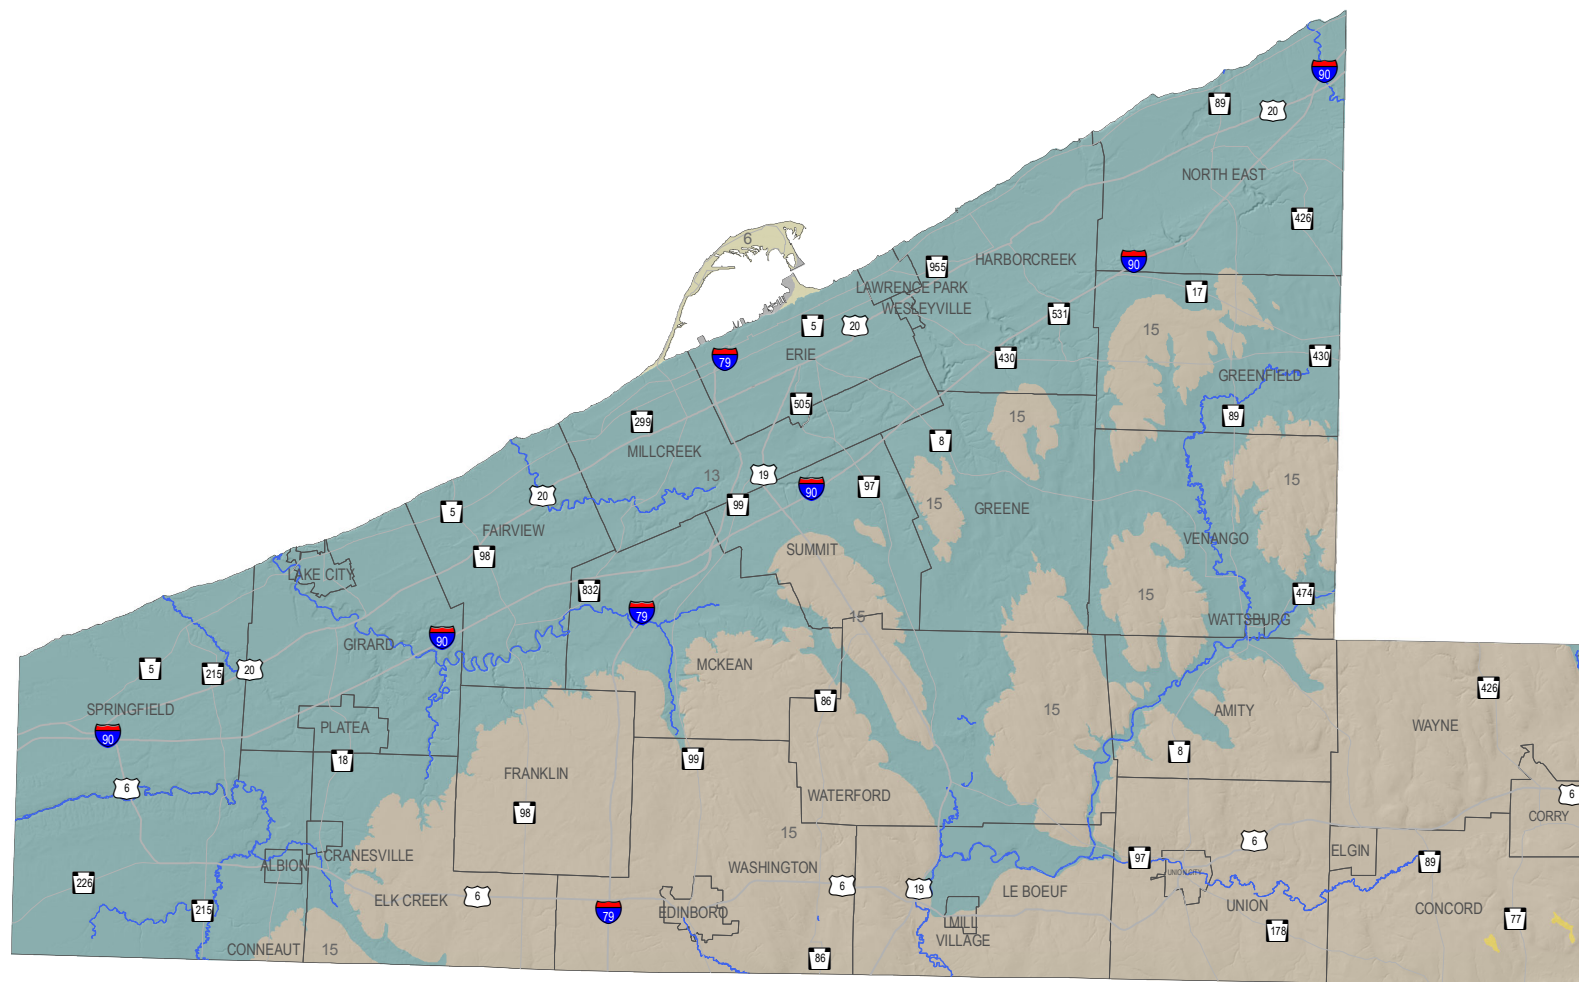 90
89
20
NORTH EAST
426
6
955
HARBORCREEK
90
LAWRENCE PARK
WESLEYVILLE
17
531
5
20
15
79
ERIE
430
430
GREENFIELD
505
15
89
299
8
MILLCREEK
13
19
15
20
90
97
99
15
5
GREENE
FAIRVIEW
VENANGO
98
SUMMIT
LAKE CITY
832
15
474
79
15
WATTSBURG
90
GIRARD
5
215
20
MCKEAN
426
86
SPRINGFIELD
15
AMITY
PLATEA
WAYNE
90
18
99
8
FRANKLIN
6
WATERFORD
6
98
CORRY
15
6
ELGIN
CRANESVILLE
97
ALBION
WASHINGTON
89
UNION CITY
226
6
19
LE BOEUF
6
ELK CREEK
UNION
215
79
EDINBORO
CONCORD
77
MILL
VILLAGE
178
CONNEAUT
15
86